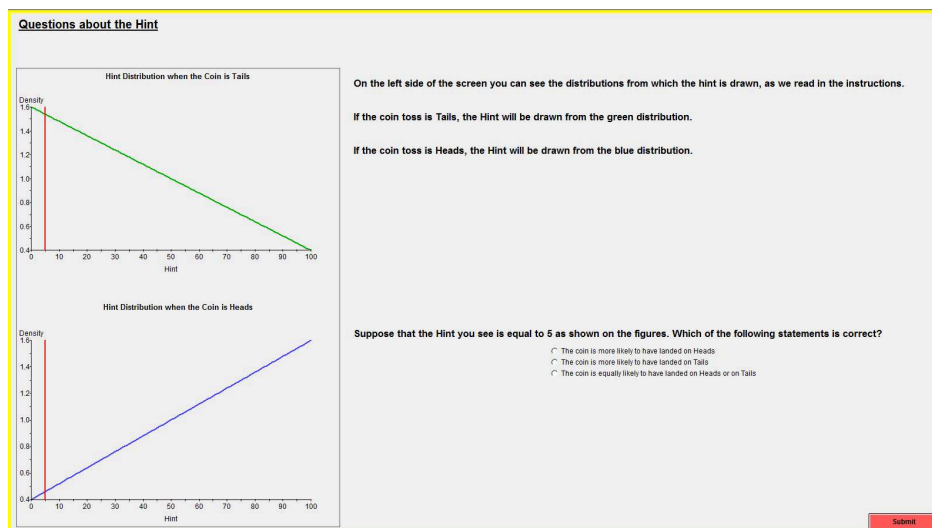 Questions about the Hint
Hint Distribution when the Coin is Tails
Density
1.6
1.4
1.2
1.0
0.8
0.6
0.4
0 10 20 30 40 50 60 70 80 90 100
Hint
On the left side of the screen you can see the distributions from which the hint is drawn, as we read in the instructions.
If the coin toss is Tails, the Hint will be drawn from the green distribution.
If the coin toss is Heads, the Hint will be drawn from the blue distribution.
Hint Distribution when the Coin is Heads
Density
1.6
1.4
1.2
1.0
0.8
0.6
0.4
0 10 20 30 40 50 60 70 80 90 100
Hint
Suppose that the Hint you see is equal to 5 as shown on the figures. Which of the following statements is correct?
The coin is more likely to have landed on Heads
The coin is more likely to have landed on Tails
The coin is equally likely to have landed on Heads or on Tails
Submit